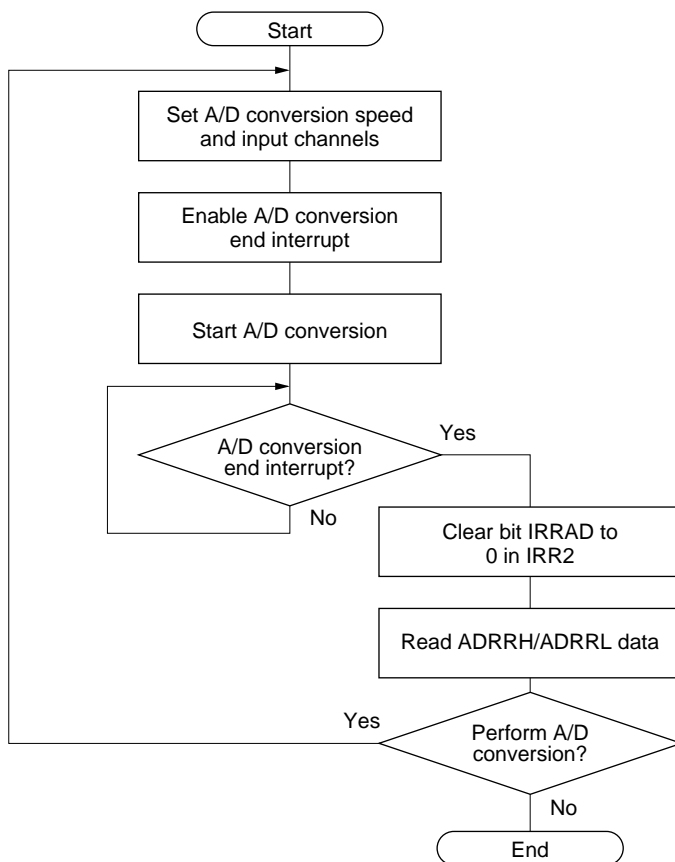 Start
Set A/D conversion speed
and input channels
Enable A/D conversion
end interrupt
Start A/D conversion
A/D conversion
end interrupt?
Yes
No
Clear bit IRRAD to
0 in IRR2
Read ADRRH/ADRRL data
Yes
Perform A/D
conversion?
No
End